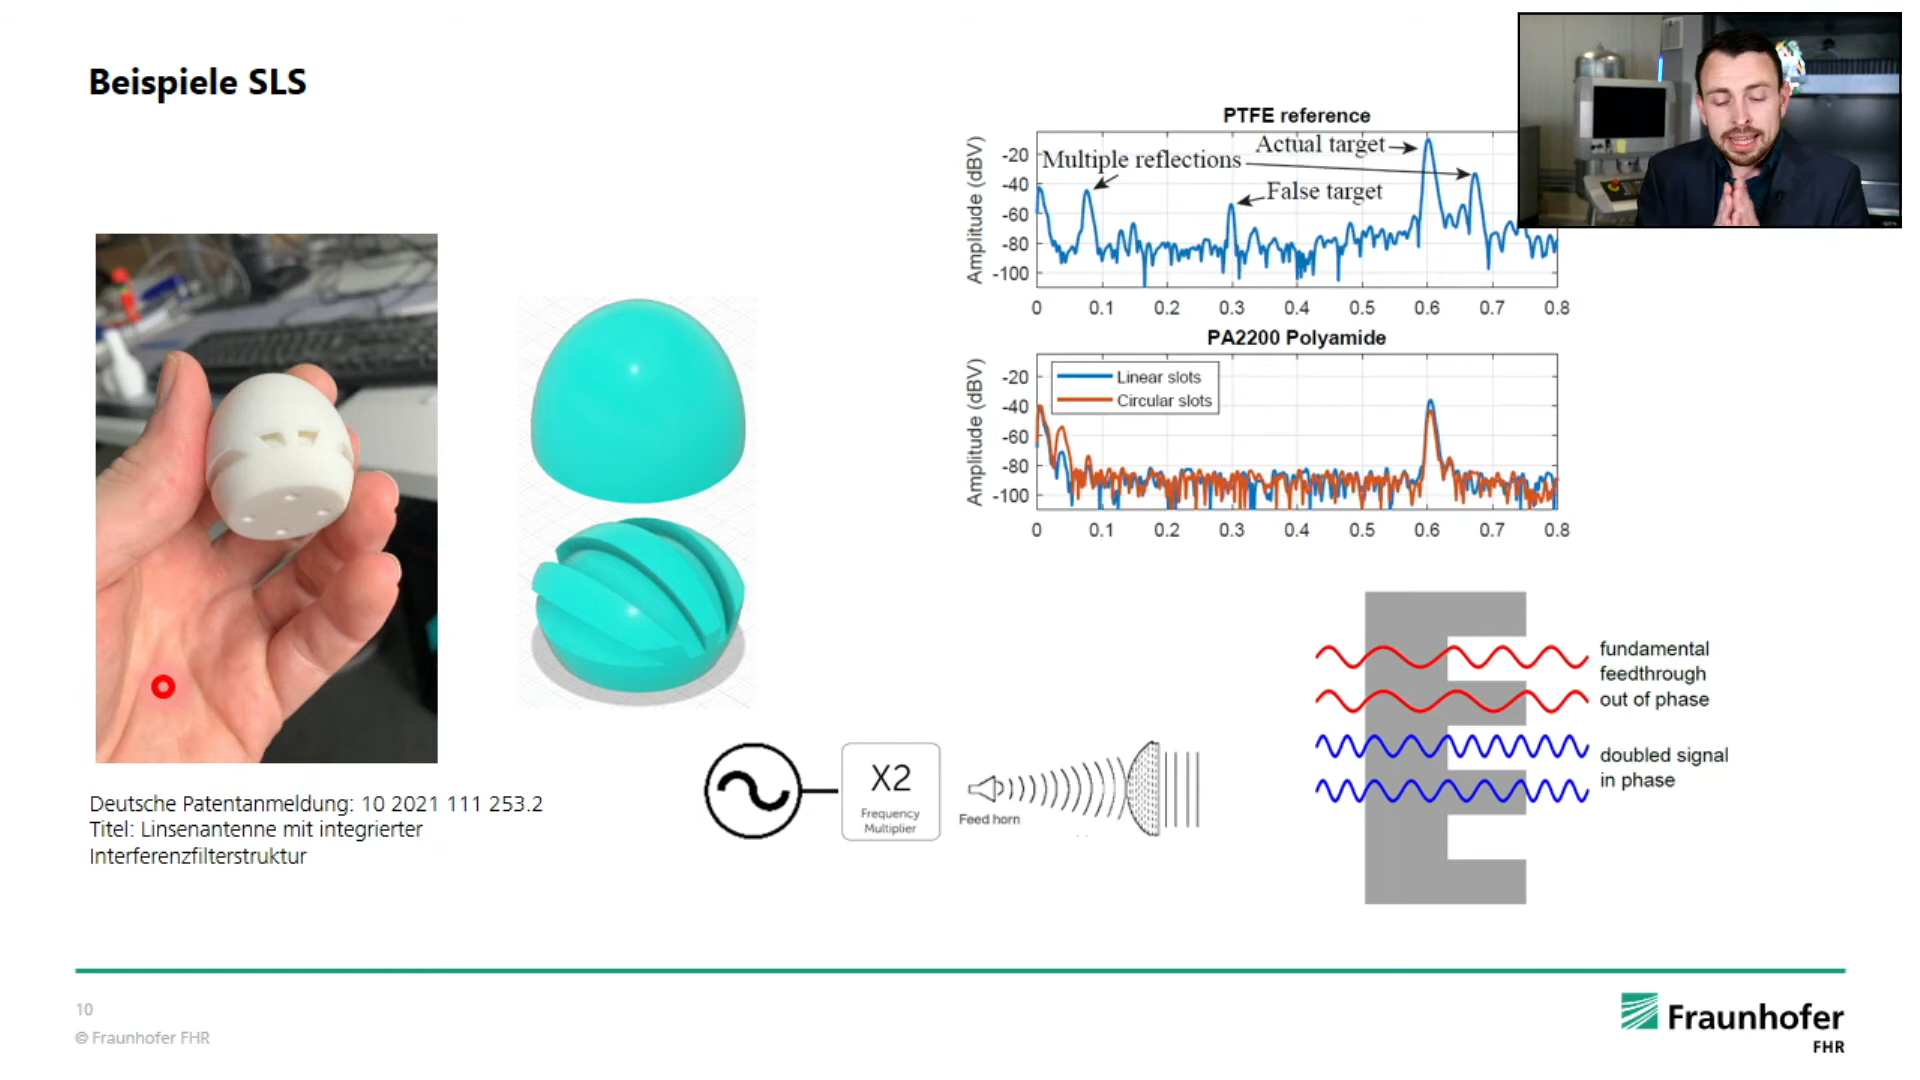 Beispiele SLS
PTFE reference
Actual target
Multiple reflections
False target
Amplitude (dBV)
-20
-40
-60
-80
-100
0 0.1 0.2 0.3 0.4 0.5 0.6 0.7 0.8
PA2200 Polyamide
Linear slots
Circular slots
Amplitude (dBV)
-20
-40
-60
-80
-100
0 0.1 0.2 0.3 0.4 0.5 0.6 0.7 0.8
fundamental
feedthrough
out of phase
doubled signal
in phase
X2
Frequency
Multiplier
Feed horn
Deutsche Patentanmeldung: 10 2021 111 253.2
Titel: Linsenantenne mit integrierter
Interferenzfilterstruktur
10
© Fraunhofer FHR
Fraunhofer
FHR